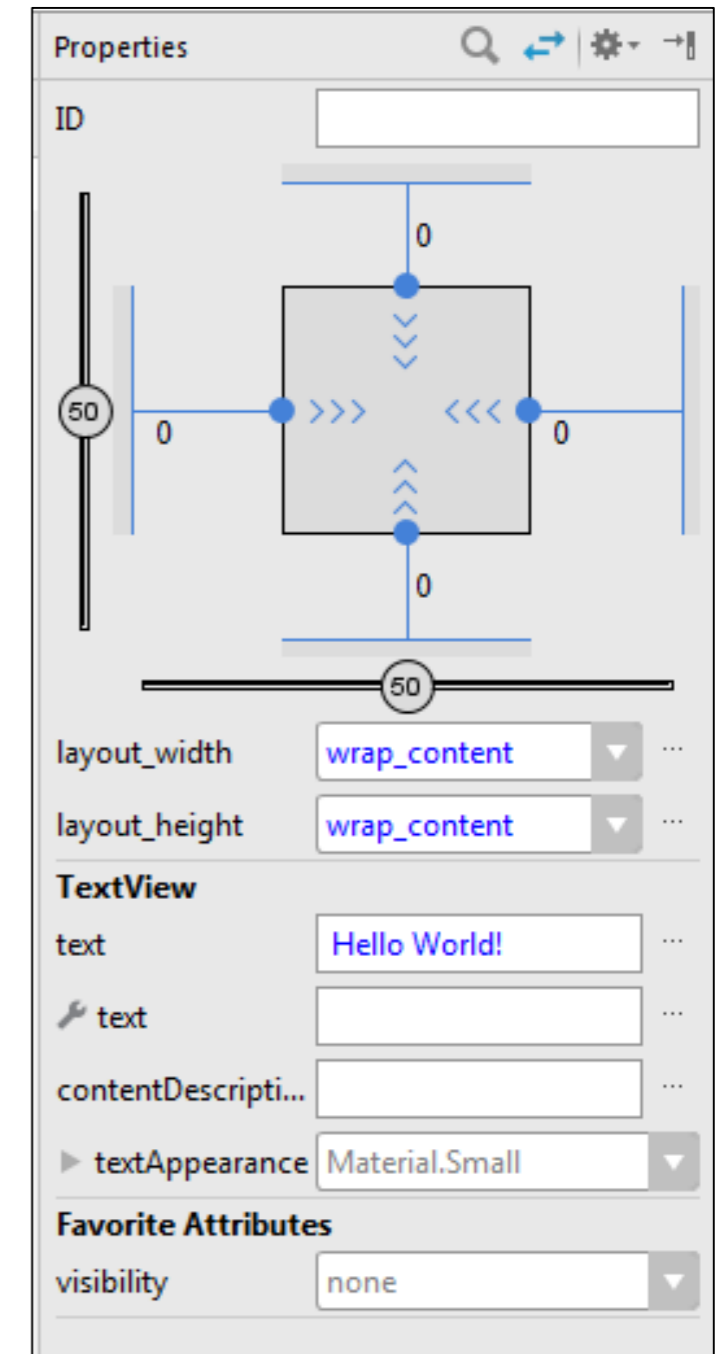 Properties
ID
0
50
0
0
0
50
layout_width wrap_content ...
layout_height wrap_content ...
TextView
text Hello World! ...
text ...
contentDescripti... ...
textAppearance Material.Small
Favorite Attributes
visibility none